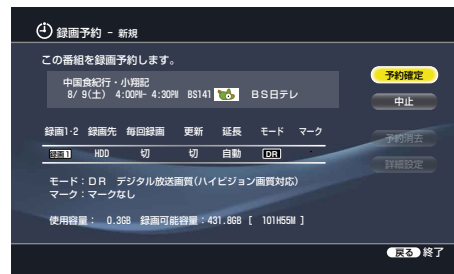 録画予約 - 新規
この番組を録画予約します。
中国食紀行・小翔記
8/ 9(土) 4:00PM- 4:30PM BS141 BS日テレ
予約確定
中止
録画1·2 録画先 毎回録画 更新 延長 モード マーク
予約消去
録画1 HDD 切 切 自動 DR
詳細設定
モード：DR デジタル放送画質(ハイビジョン画質対応)
マーク：マークなし
使用容量： 0.3GB 録画可能容量：431.8GB [ 101H55M ]
戻る 終了